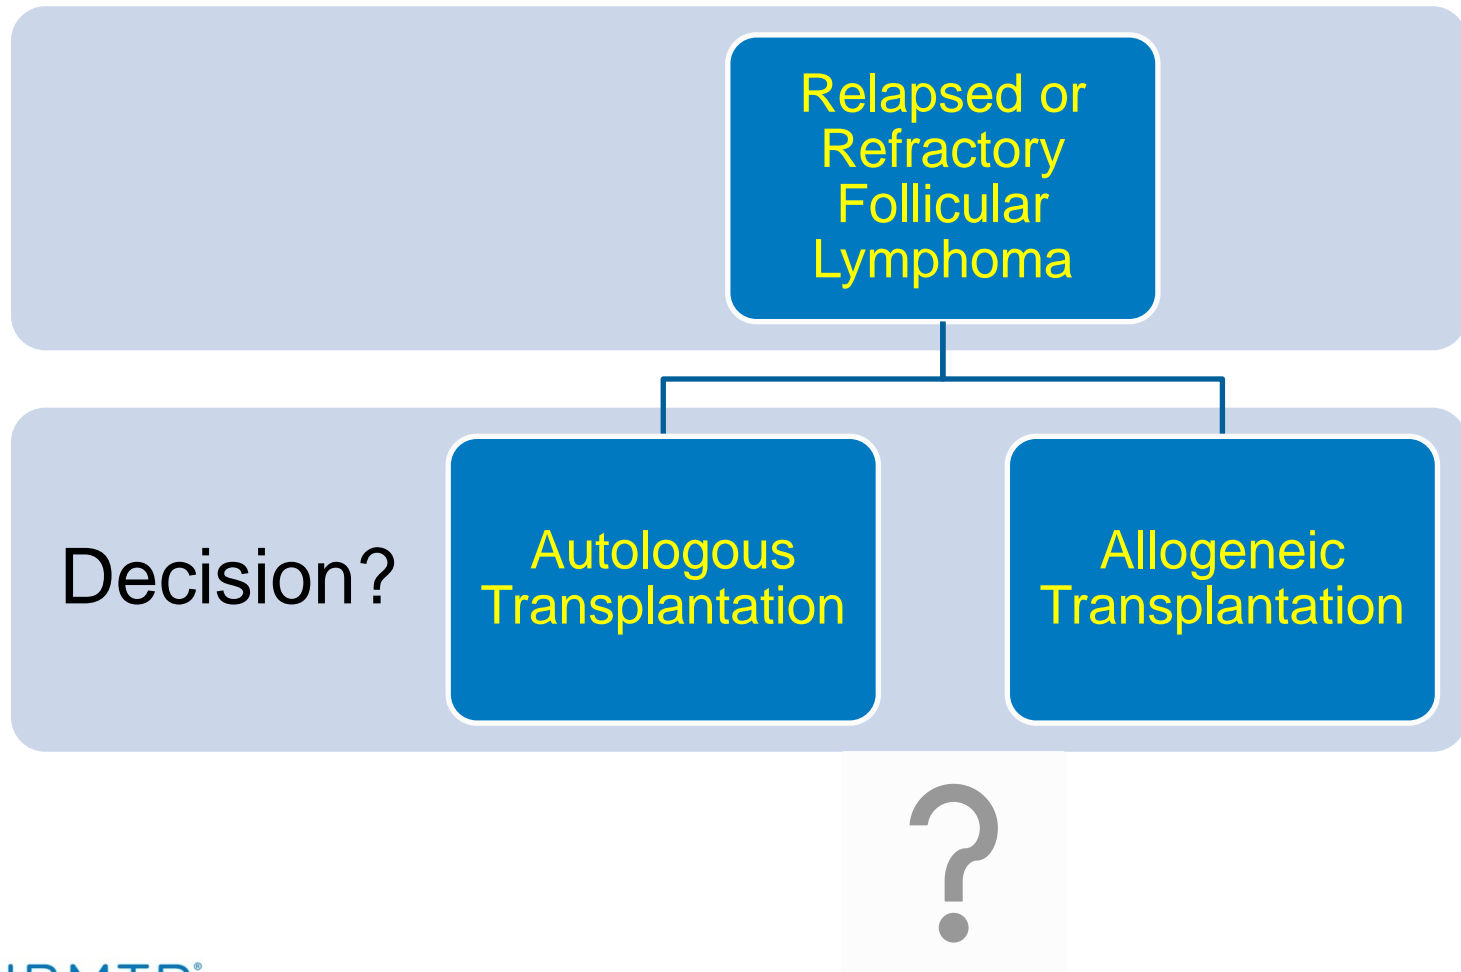 Relapsed or
Refractory
Follicular
Lymphoma
Decision?
Autologous
Transplantation
Allogeneic
Transplantation
?